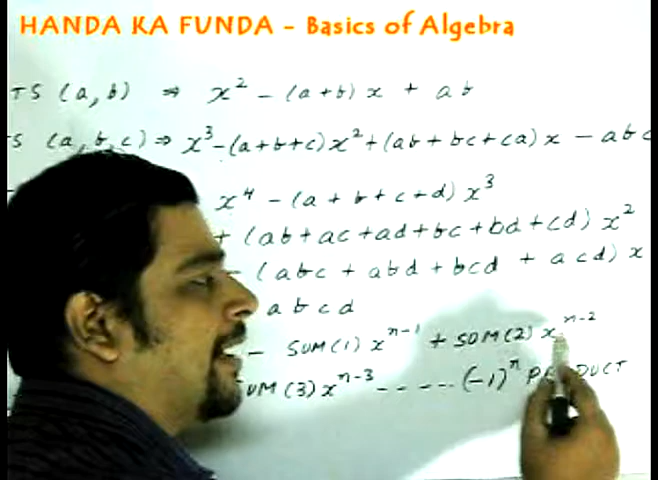 HANDA KA FUNDA - Basics of Algebra
TS (a, b) ⇒ x² - (a+b) x + ab
TS (a, b, c) ⇒ x³ - (a+b+c) x² + (ab + bc + ca) x - abc
x⁴ - (a + b + c + d) x³
+ (ab + ac + ad + bc + bd + cd) x²
- (abc + abd + bcd + acd) x
abcd
- SUM(1) xⁿ⁻¹ + SUM(2) xⁿ⁻²
SUM(3) xⁿ⁻³ ------ (-1)ⁿ PRODUCT